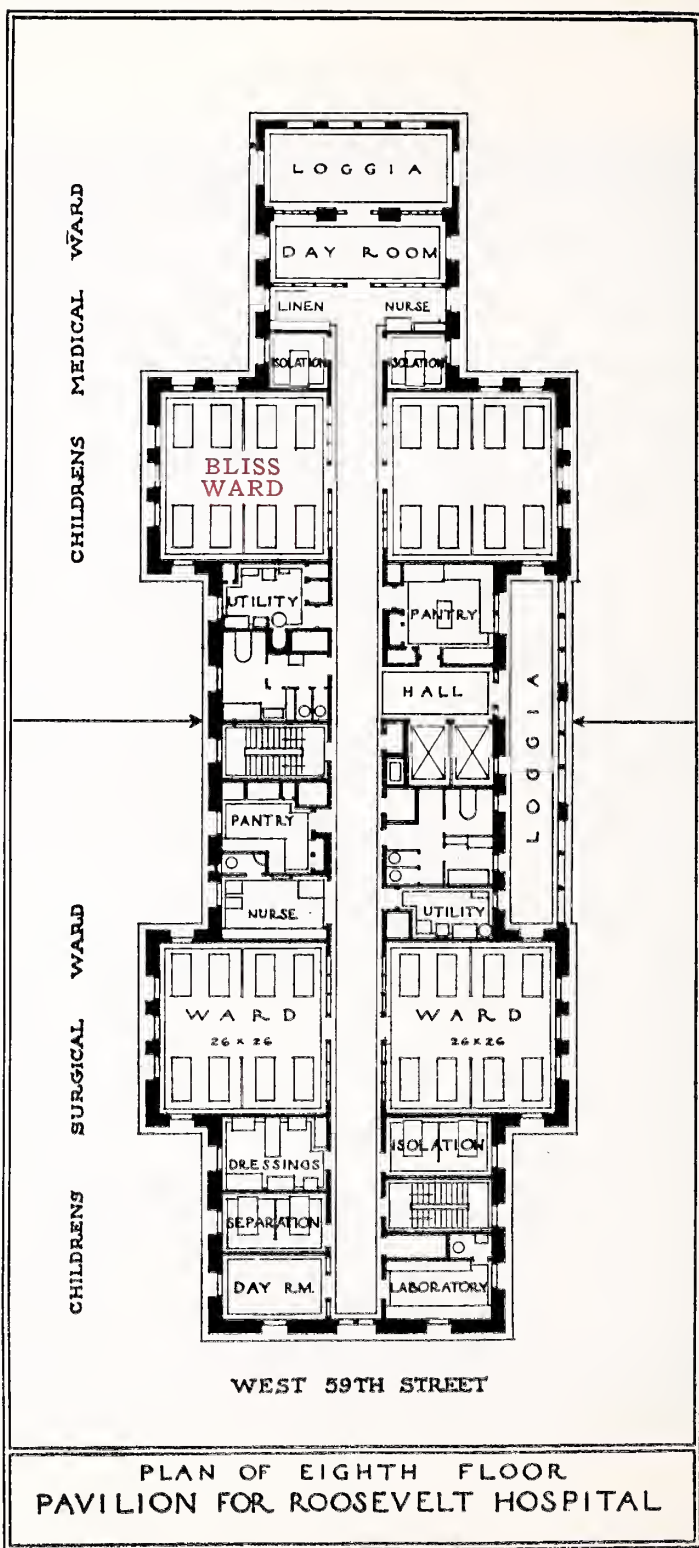 LOGGIA
DAY ROOM
LINEN
NURSE
ISOLATION
ISOLATION
CHILDRENS MEDICAL WARD
BLISS
WARD
UTILITY
PANTRY
HALL
LOGGIA
PANTRY
NURSE
UTILITY
CHILDRENS SURGICAL WARD
WARD
26 x 26
WARD
26 x 26
DRESSINGS
ISOLATION
SEPARATION
DAY R.M.
LABORATORY
WEST 59TH STREET
PLAN OF EIGHTH FLOOR
PAVILION FOR ROOSEVELT HOSPITAL